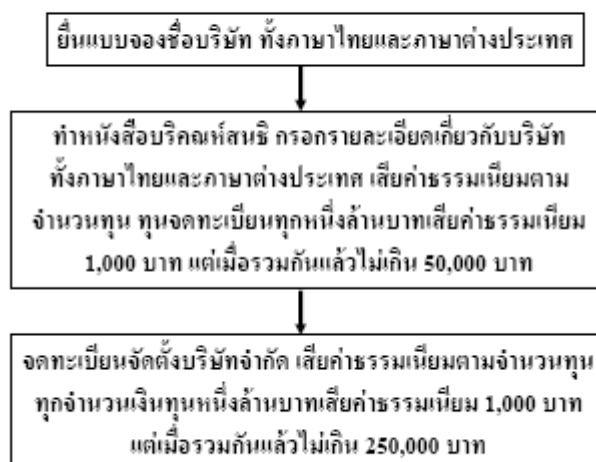 ยื่นแบบจองชื่อบริษัท ทั้งภาษาไทยและภาษาต่างประเทศ
ทำหนังสือบริคณห์สนธิ กรอกรายละเอียดเกี่ยวกับบริษัท
ทั้งภาษาไทยและภาษาต่างประเทศ เสียค่าธรรมเนียมตาม
จำนวนทุน ทุนจดทะเบียนทุกหนึ่งล้านบาทเสียค่าธรรมเนียม
1,000 บาท แต่เมื่อรวมกันแล้วไม่เกิน 50,000 บาท
จดทะเบียนจัดตั้งบริษัทจำกัด เสียค่าธรรมเนียมตามจำนวนทุน
ทุกจำนวนเงินทุนหนึ่งล้านบาทเสียค่าธรรมเนียม 1,000 บาท
แต่เมื่อรวมกันแล้วไม่เกิน 250,000 บาท